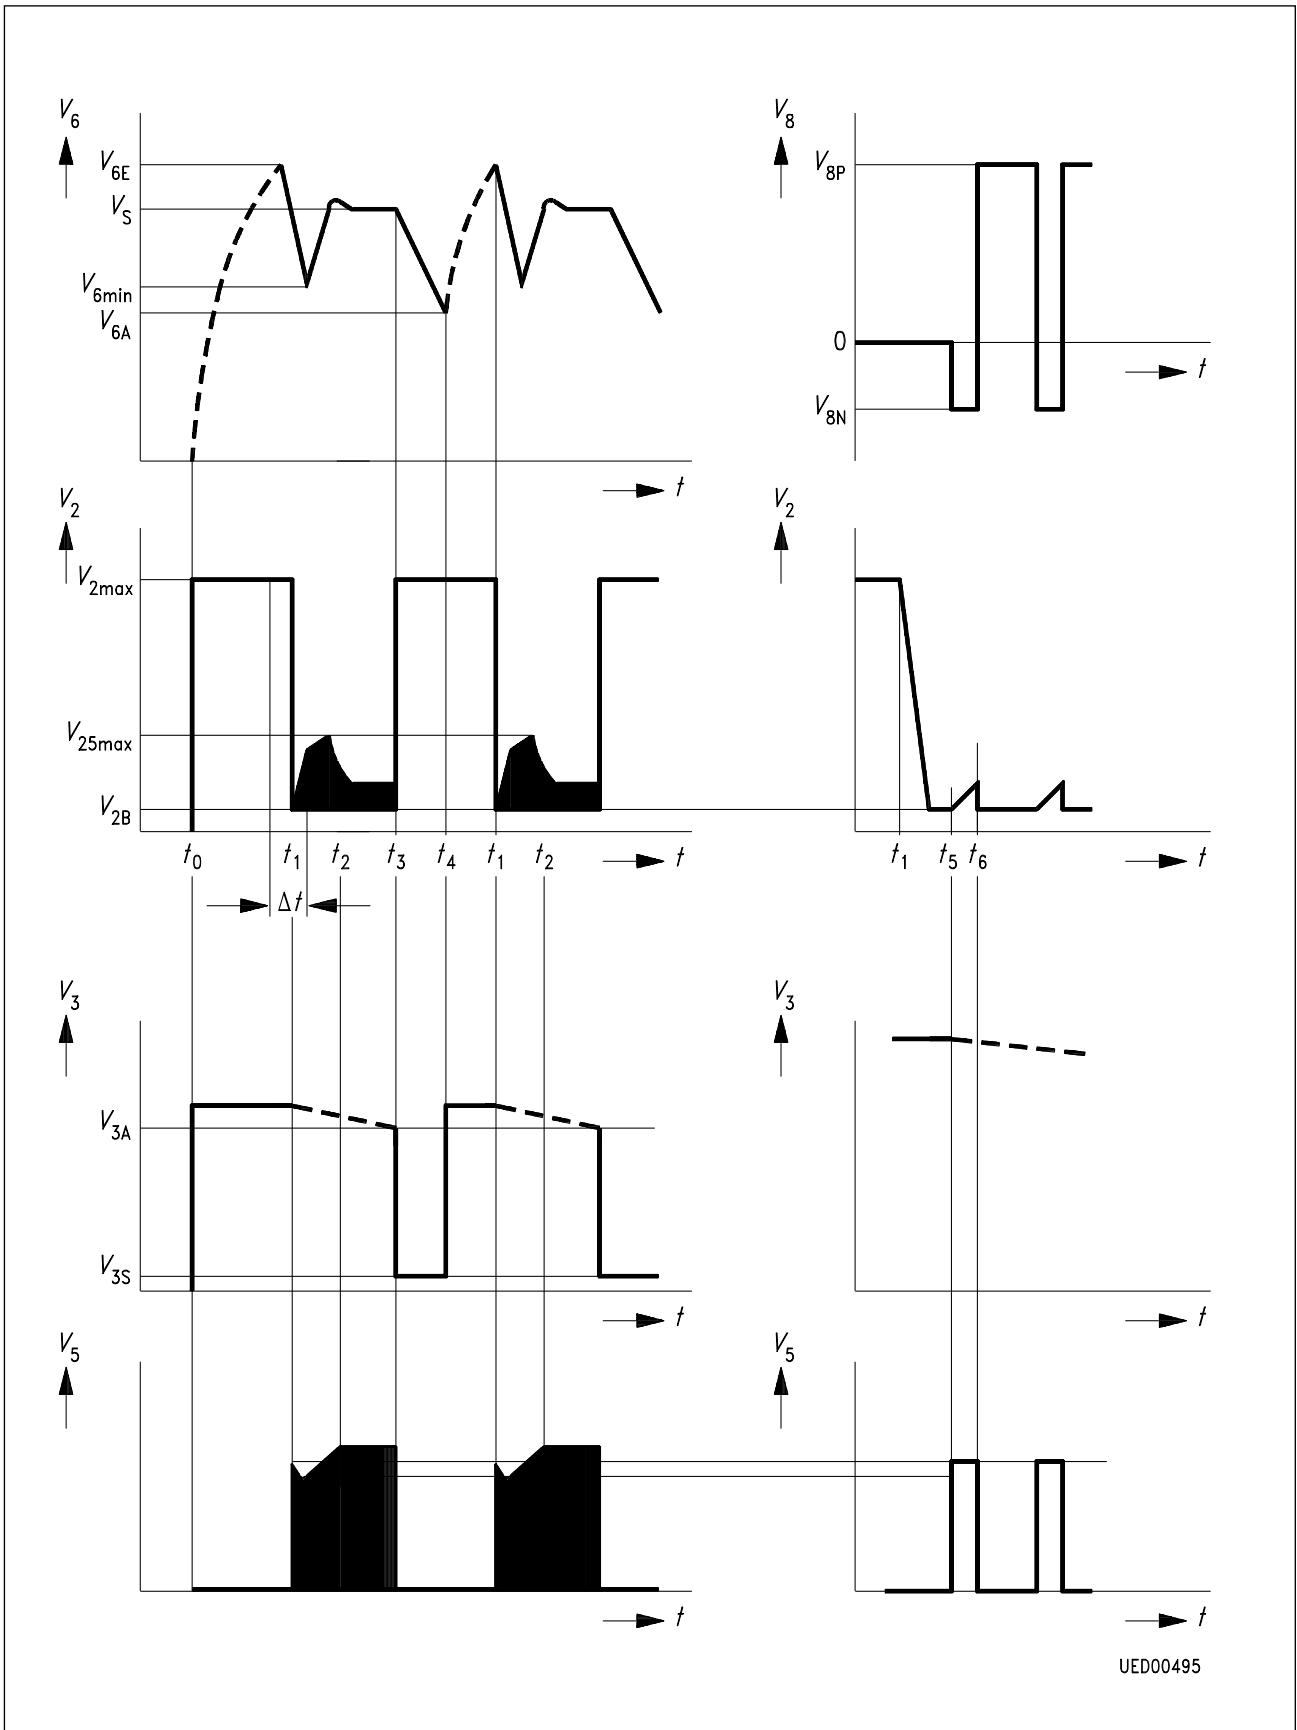 V6
V6E
VS
V6min
V6A
t
V8
V8P
0
V8N
t
V2
V2max
V25max
V2B
t0 t1 t2 t3 t4 t1 t2 t
Δt
V2
t1 t5 t6 t
V3
V3A
V3S
t
V3
t
V5
t
V5
t
UED00495